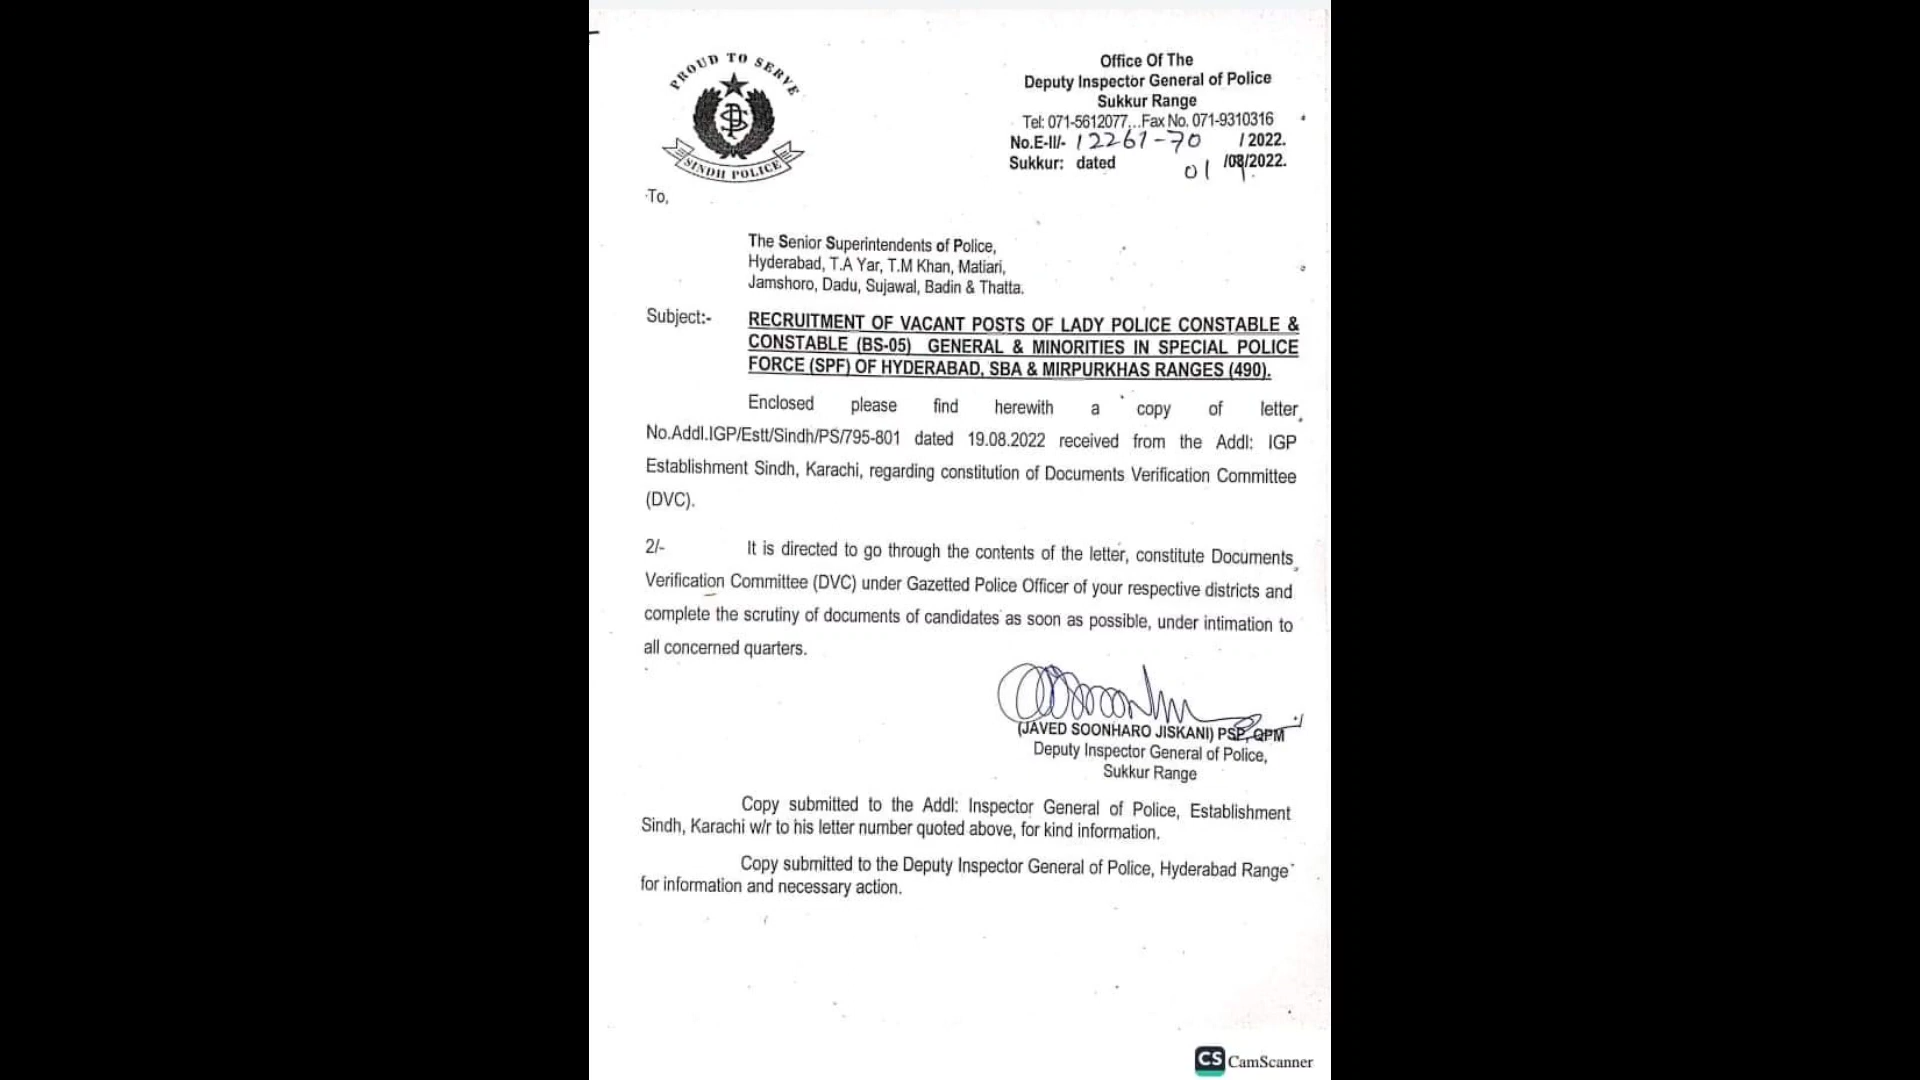 PROUD TO SERVE
SINDH POLICE
Office Of The
Deputy Inspector General of Police
Sukkur Range
Tel: 071-5612077...Fax No. 071-9310316
No.E-II/- 12261-70 /2022.
Sukkur: dated 01 /08/2022.
To,
The Senior Superintendents of Police,
Hyderabad, T.A Yar, T.M Khan, Matiari,
Jamshoro, Dadu, Sujawal, Badin & Thatta.
Subject:- RECRUITMENT OF VACANT POSTS OF LADY POLICE CONSTABLE &
CONSTABLE (BS-05) GENERAL & MINORITIES IN SPECIAL POLICE
FORCE (SPF) OF HYDERABAD, SBA & MIRPURKHAS RANGES (490).
Enclosed please find herewith a copy of letter
No.Addl.IGP/Estt/Sindh/PS/795-801 dated 19.08.2022 received from the Addl: IGP
Establishment Sindh, Karachi, regarding constitution of Documents Verification Committee
(DVC).
2/- It is directed to go through the contents of the letter, constitute Documents
Verification Committee (DVC) under Gazetted Police Officer of your respective districts and
complete the scrutiny of documents of candidates as soon as possible, under intimation to
all concerned quarters.
(JAVED SOONHARO JISKANI) PSP, QPM
Deputy Inspector General of Police,
Sukkur Range
Copy submitted to the Addl: Inspector General of Police, Establishment
Sindh, Karachi w/r to his letter number quoted above, for kind information.
Copy submitted to the Deputy Inspector General of Police, Hyderabad Range
for information and necessary action.
CS CamScanner